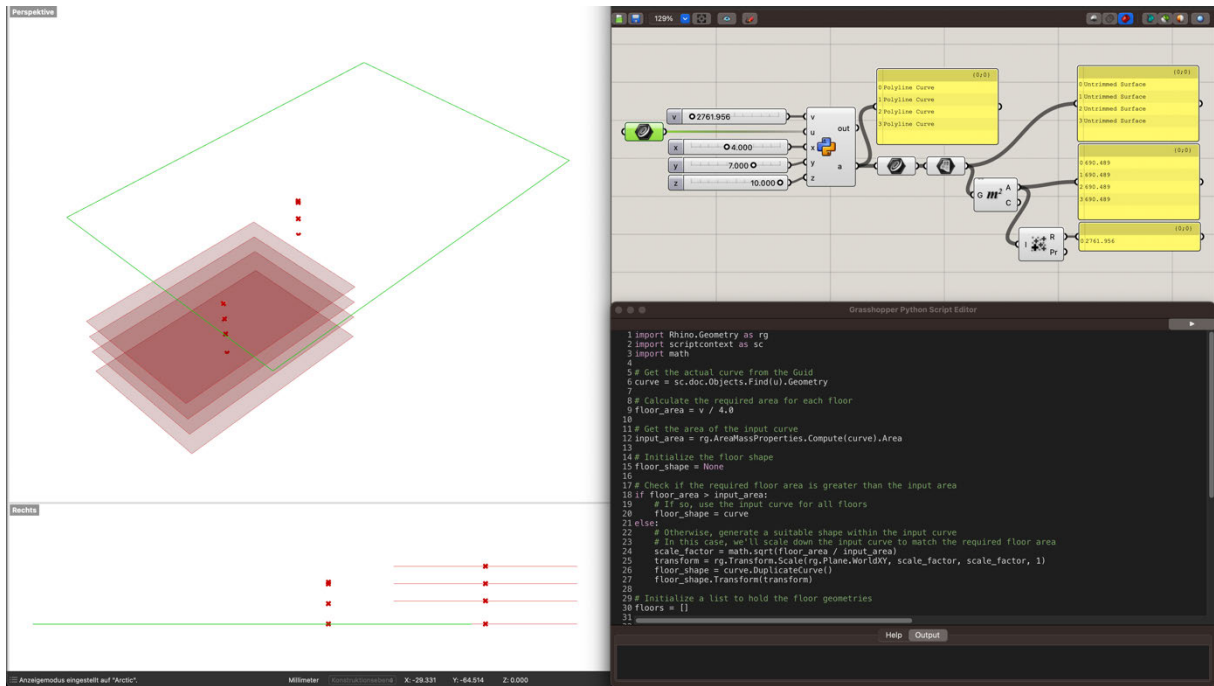 Perspektive
129%
v
2761.956
x
4.000
y
7.000
z
10.000
v
u
x
y
z
out
a
{0;0}
0 Polyline Curve
1 Polyline Curve
2 Polyline Curve
3 Polyline Curve
{0;0}
0 Untrimmed Surface
1 Untrimmed Surface
2 Untrimmed Surface
3 Untrimmed Surface
G m² A
C
{0;0}
0 690.489
1 690.489
2 690.489
3 690.489
I R
Pr
{0;0}
0 2761.956
Grasshopper Python Script Editor
1 import Rhino.Geometry as rg
2 import scriptcontext as sc
3 import math
4
5 # Get the actual curve from the Guid
6 curve = sc.doc.Objects.Find(u).Geometry
7
8 # Calculate the required area for each floor
9 floor_area = v / 4.0
10
11 # Get the area of the input curve
12 input_area = rg.AreaMassProperties.Compute(curve).Area
13
14 # Initialize the floor shape
15 floor_shape = None
16
17 # Check if the required floor area is greater than the input area
18 if floor_area > input_area:
19 # If so, use the input curve for all floors
20 floor_shape = curve
21 else:
22 # Otherwise, generate a suitable shape within the input curve
23 # In this case, we'll scale down the input curve to match the required floor area
24 scale_factor = math.sqrt(floor_area / input_area)
25 transform = rg.Transform.Scale(rg.Plane.WorldXY, scale_factor, scale_factor, 1)
26 floor_shape = curve.DuplicateCurve()
27 floor_shape.Transform(transform)
28
29 # Initialize a list to hold the floor geometries
30 floors = []
31
Help Output
Rechts
Anzeigemodus eingestellt auf "Arctic".
Millimeter
X: -29.331
Y: -64.514
Z: 0.000